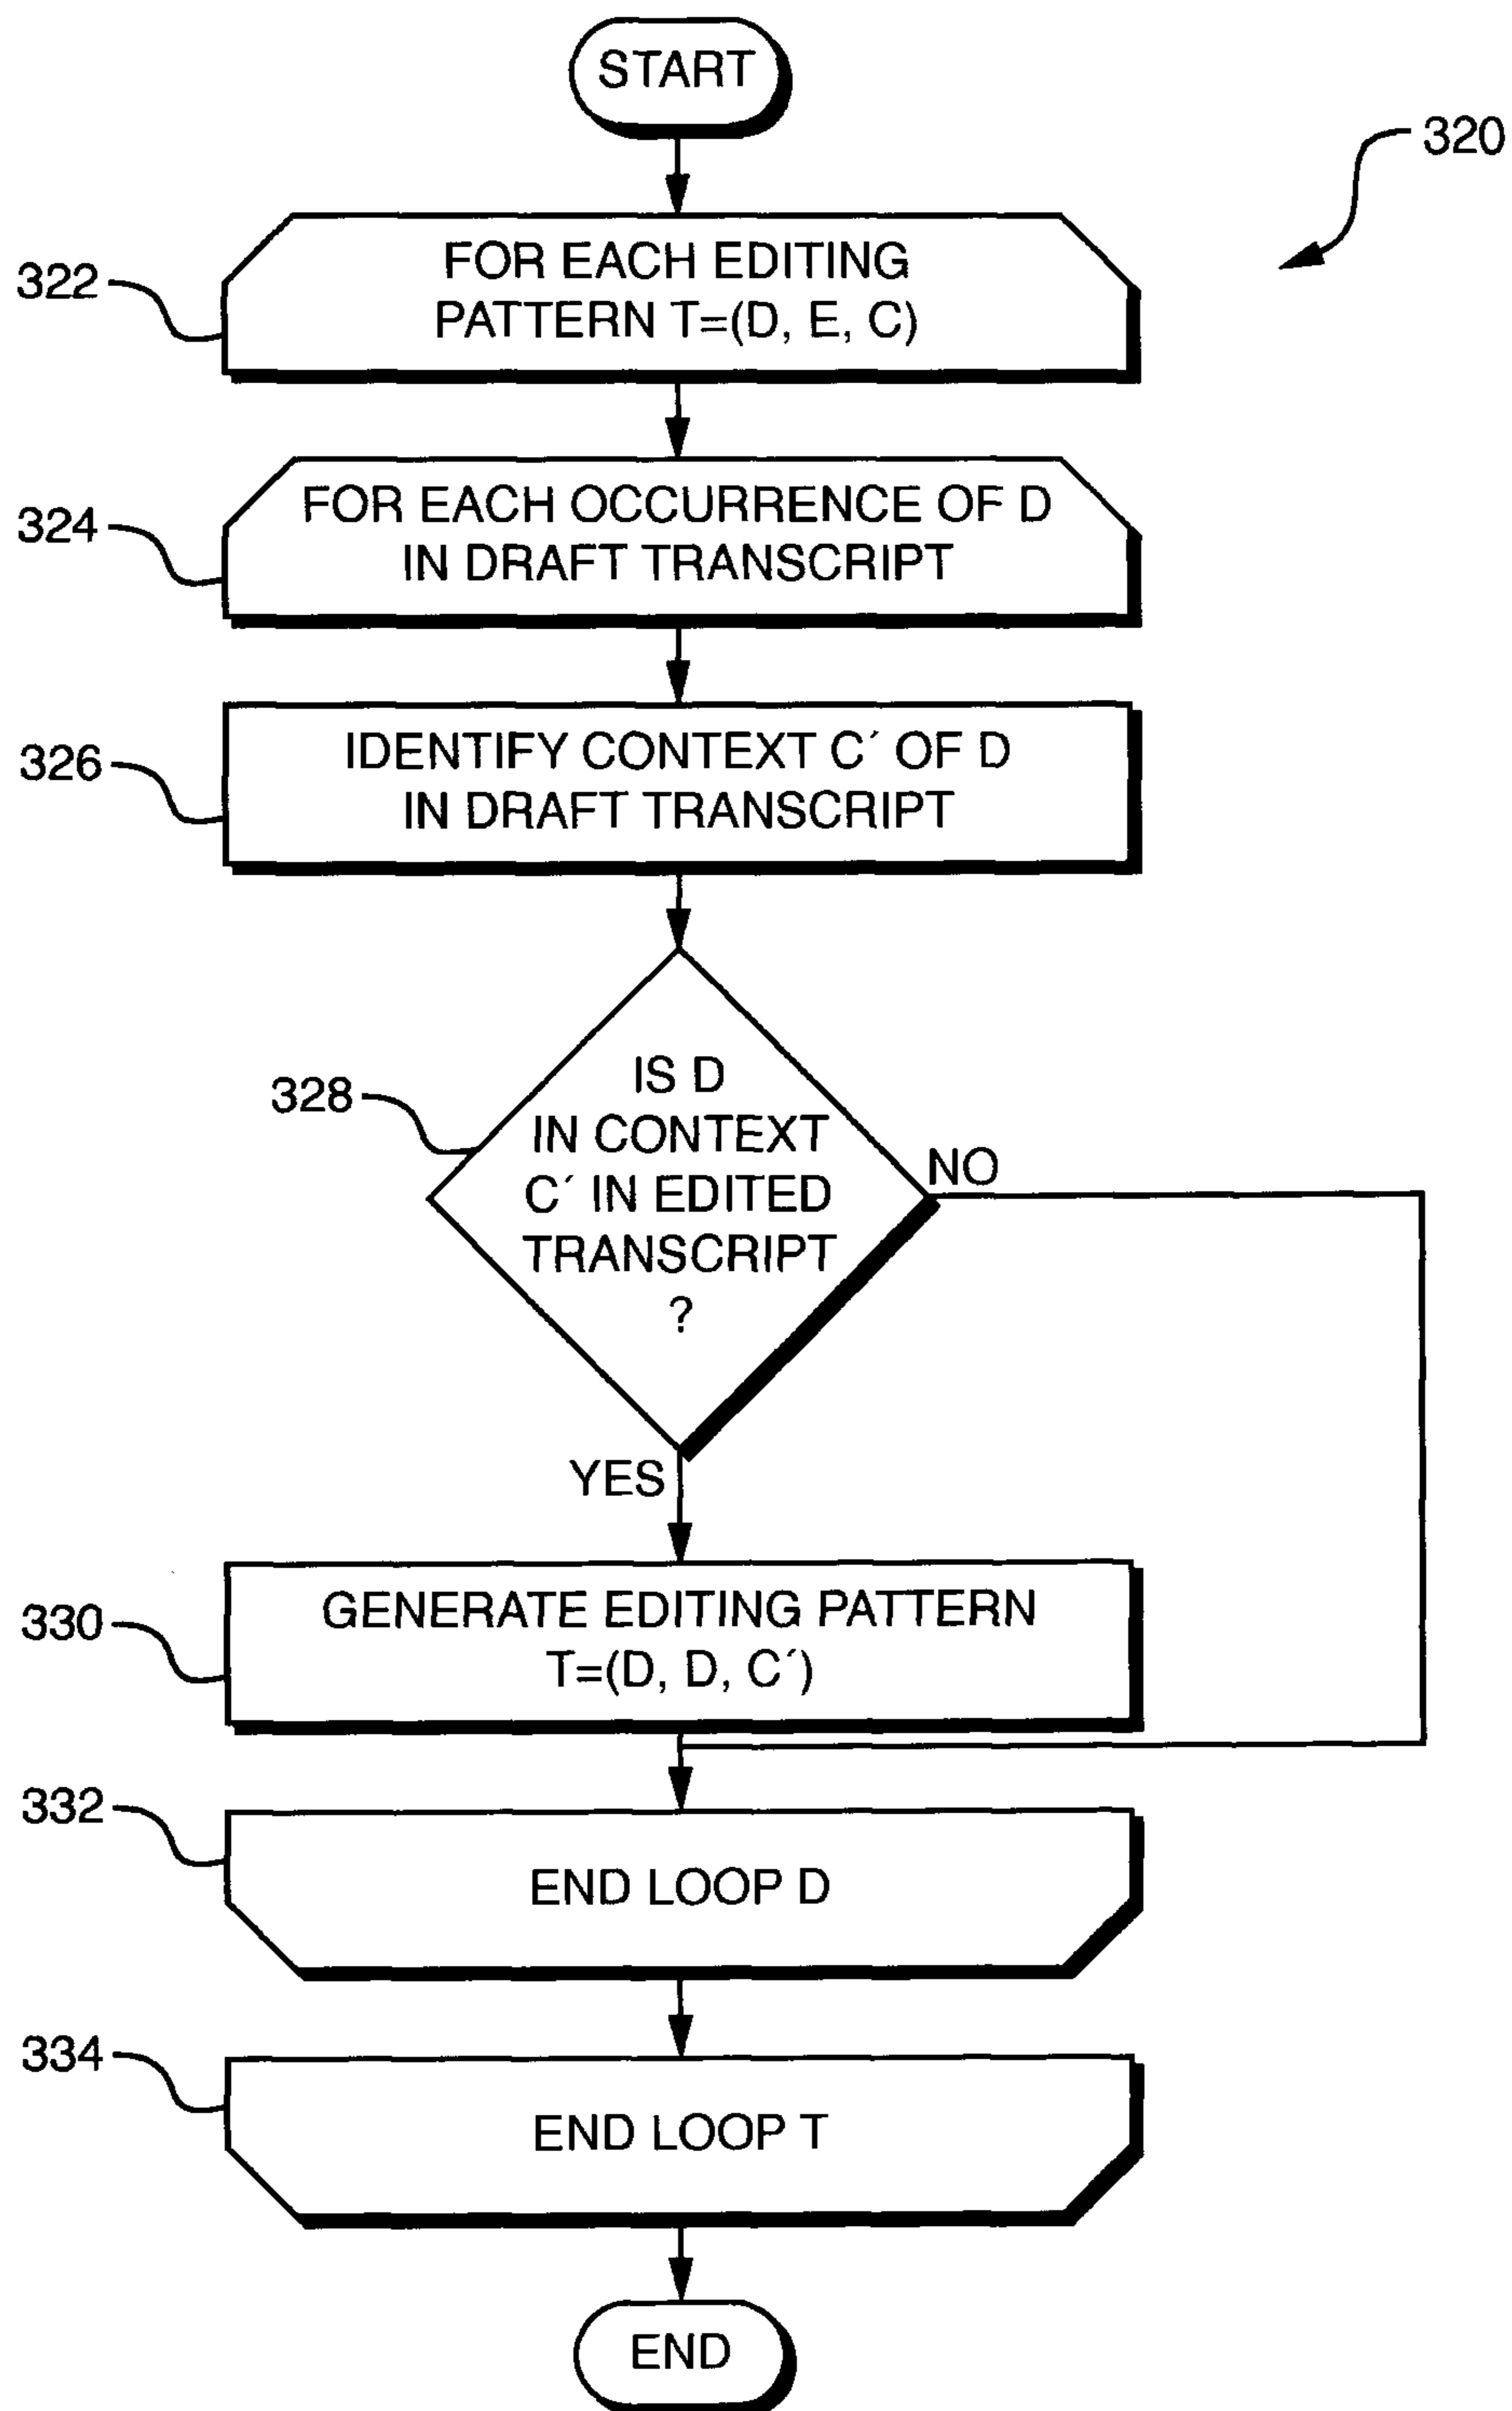 START
320
322
FOR EACH EDITING
PATTERN T=(D, E, C)
324
FOR EACH OCCURRENCE OF D
IN DRAFT TRANSCRIPT
326
IDENTIFY CONTEXT C´ OF D
IN DRAFT TRANSCRIPT
328
IS D
IN CONTEXT
C´ IN EDITED
TRANSCRIPT
?
NO
YES
330
GENERATE EDITING PATTERN
T=(D, D, C´)
332
END LOOP D
334
END LOOP T
END